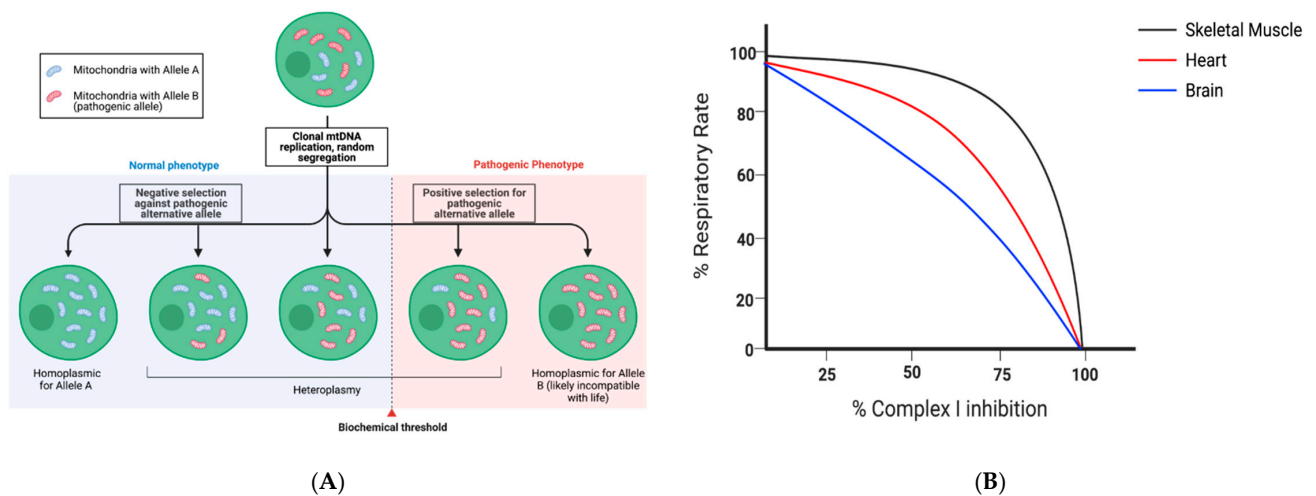 Mitochondria with Allele A
Mitochondria with Allele B
(pathogenic allele)
Clonal mtDNA
replication, random
segregation
Normal phenotype
Pathogenic Phenotype
Negative selection
against pathogenic
alternative allele
Positive selection for
pathogenic
alternative allele
Homoplasmic
for Allele A
Heteroplasmy
Homoplasmic for Allele
B (likely incompatible
with life)
Biochemical threshold
(A)
% Respiratory Rate
100
80
60
40
20
0
25
50
75
100
% Complex I inhibition
Skeletal Muscle
Heart
Brain
(B)